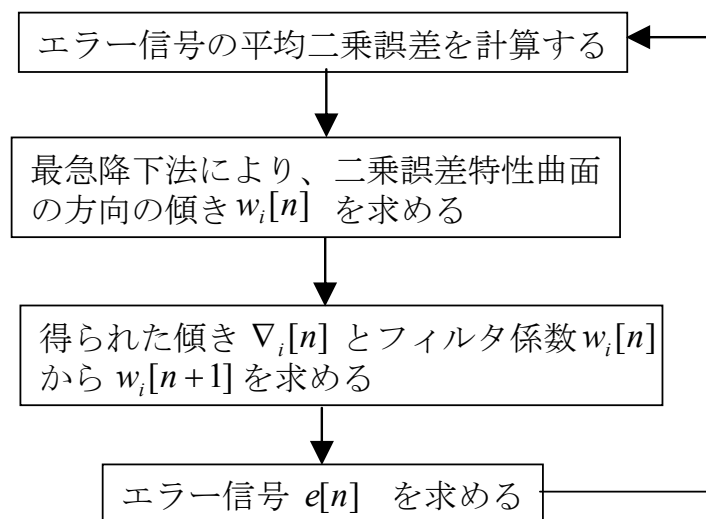 エラー信号の平均二乗誤差を計算する
最急降下法により、二乗誤差特性曲面
の方向の傾き w_i[n] を求める
得られた傾き ∇_i[n] とフィルタ係数 w_i[n]
から w_i[n+1] を求める
エラー信号 e[n] を求める